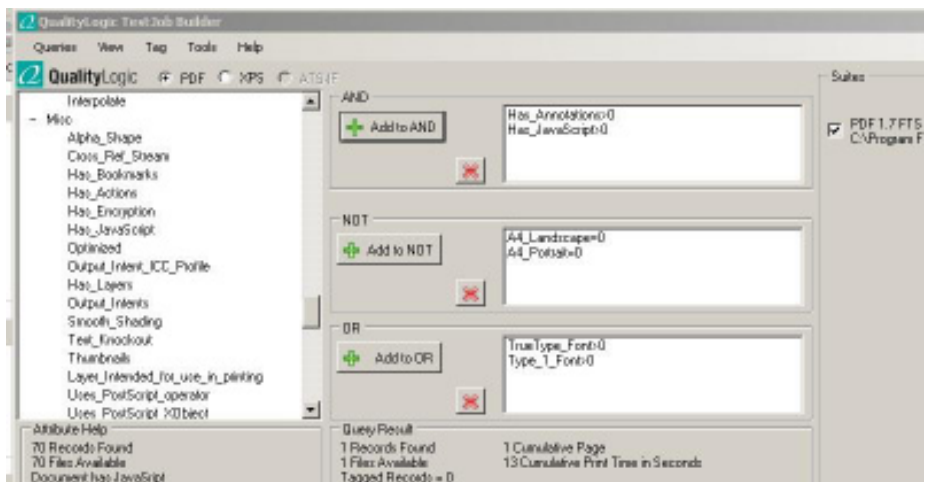 QualityLogic Test Job Builder
Queries View Tag Tools Help
QualityLogic PDF XPS ATS-IF
Interpolate
- Misc
Alpha_Shape
Cross_Ref_Stream
Has_Bookmarks
Has_Actions
Has_Encryption
Has_JavaScript
Optimized
Output_Intent_ICC_Profile
Has_Layers
Output_Intents
Smooth_Shading
Text_Knockout
Thumbnails
Layer_Intended_for_use_in_printing
Uses_PostScript_operator
Uses_PostScript_XObject
Attribute Help
70 Records Found
70 Files Available
Document has JavaScript
AND
Add to AND
Has_Annotations>0
Has_JavaScript>0
NOT
Add to NOT
A4_Landscape=0
A4_Portrait=0
OR
Add to OR
TrueType_Font>0
Type_1_Font>0
Query Result
1 Records Found
1 Files Available
Tagged Records = 0
1 Cumulative Page
13 Cumulative Print Time in Seconds
Suites
PDF 1.7 FTS
C:\Program F